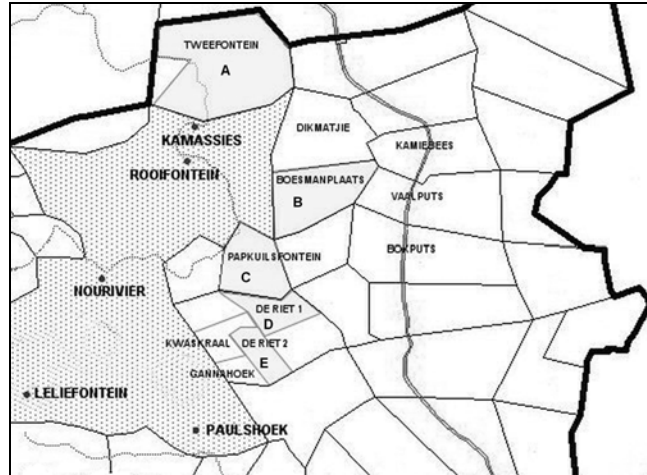 TWEEFONTEIN
A
DIKMATJIE
KAMASSIES
KAMIEBEES
ROOIFONTEIN
BOESMANPLAATS
B
VAALPUTS
BOKPUTS
PAPKUILSFONTEIN
C
NOURIVIER
DE RIET 1
D
KWASKRAAL
DE RIET 2
E
GANNAHOEK
LELIEFONTEIN
PAULSHOEK